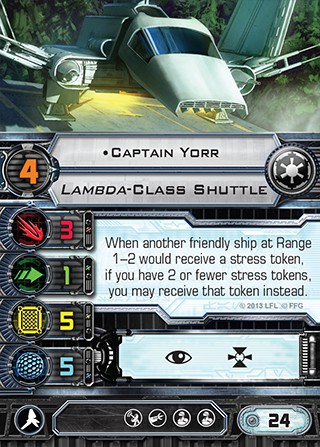 •Captain Yorr
4
Lambda-Class Shuttle
3
1
5
5
When another friendly ship at Range
1–2 would receive a stress token,
if you have 2 or fewer stress tokens,
you may receive that token instead.
© 2013 LFL © FFG
24